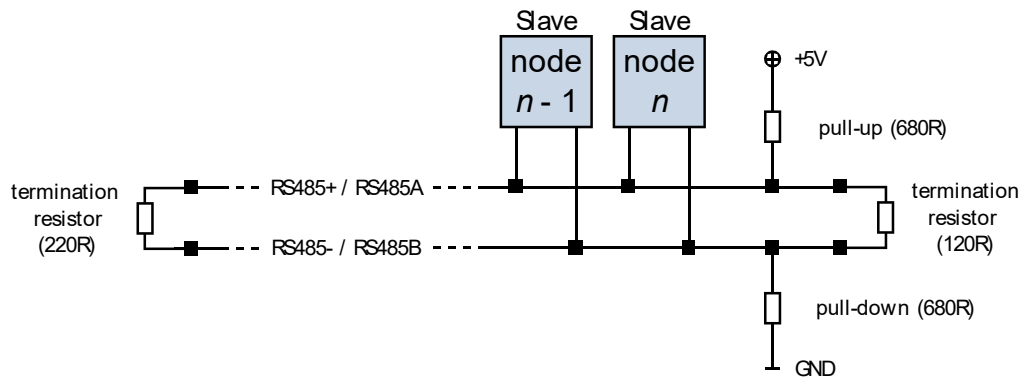 Slave
Slave
node
n - 1
node
n
+5V
pull-up (680R)
termination
resistor
(220R)
RS485+ / RS485A
RS485- / RS485B
termination
resistor
(120R)
pull-down (680R)
GND